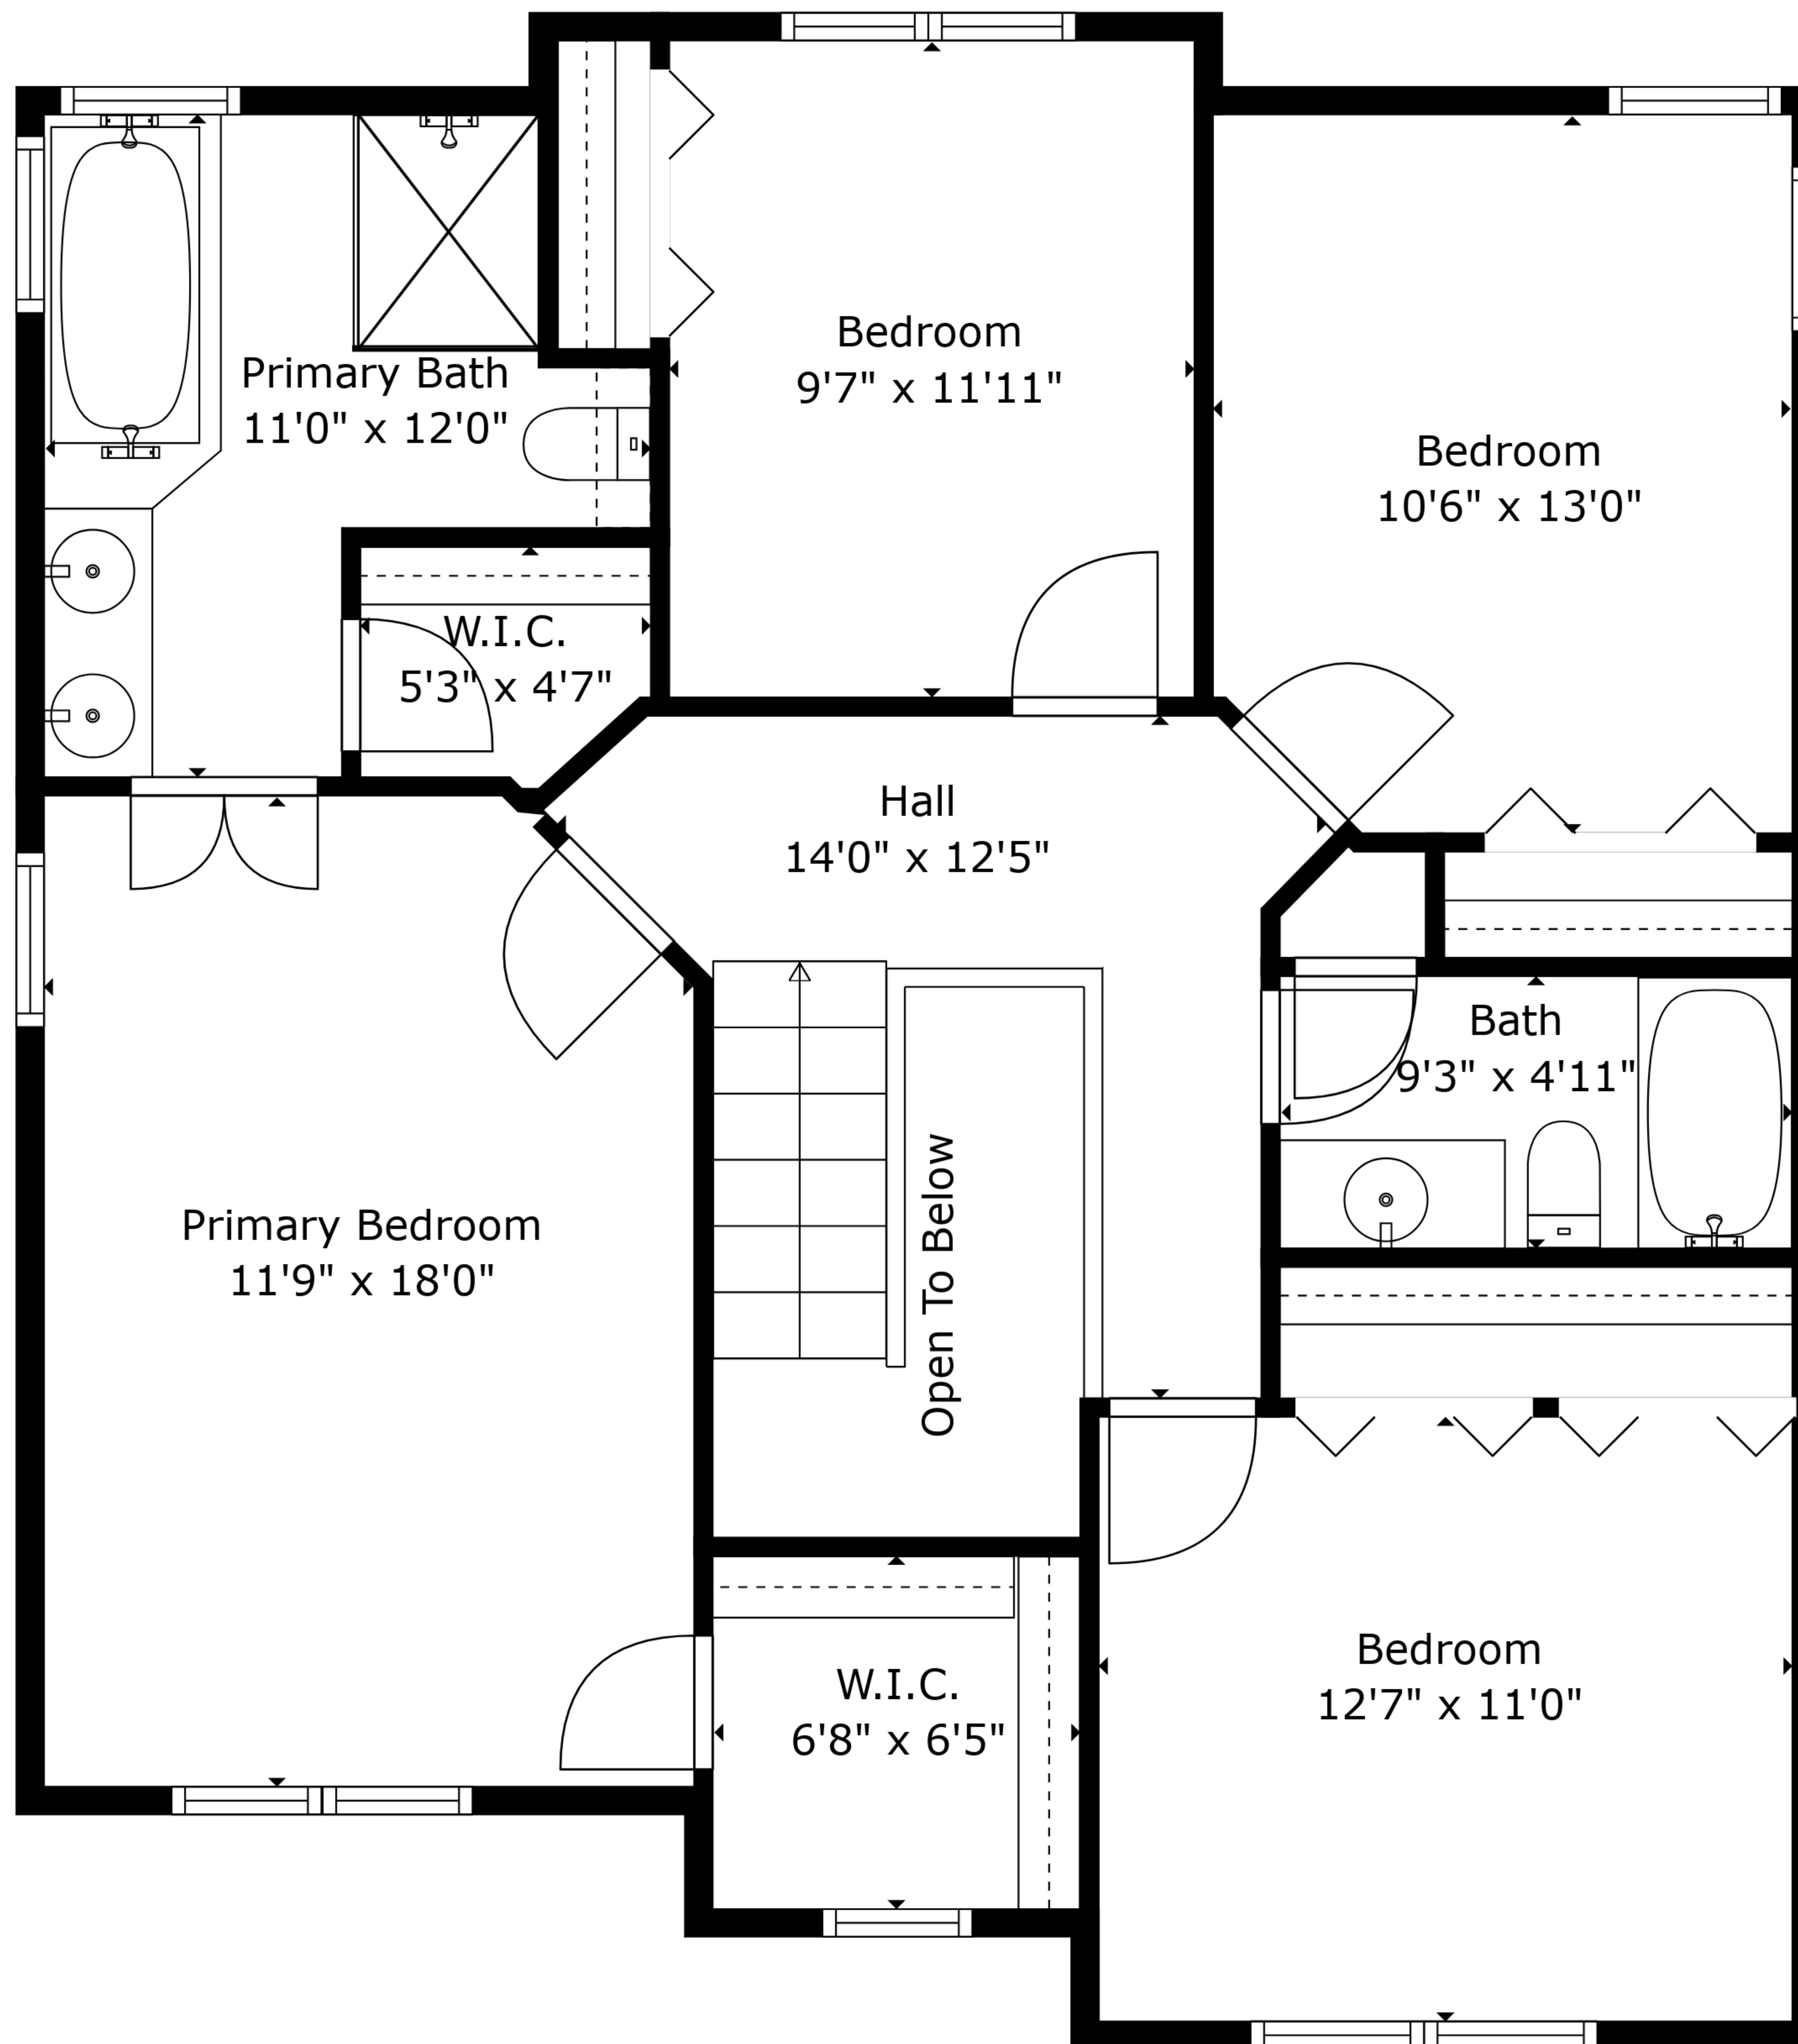 Bedroom
9'7" x 11'11"
Primary Bath
11'0" x 12'0"
Bedroom
10'6" x 13'0"
W.I.C.
5'3" x 4'7"
Hall
14'0" x 12'5"
Bath
9'3" x 4'11"
Primary Bedroom
11'9" x 18'0"
Open To Below
W.I.C.
6'8" x 6'5"
Bedroom
12'7" x 11'0"